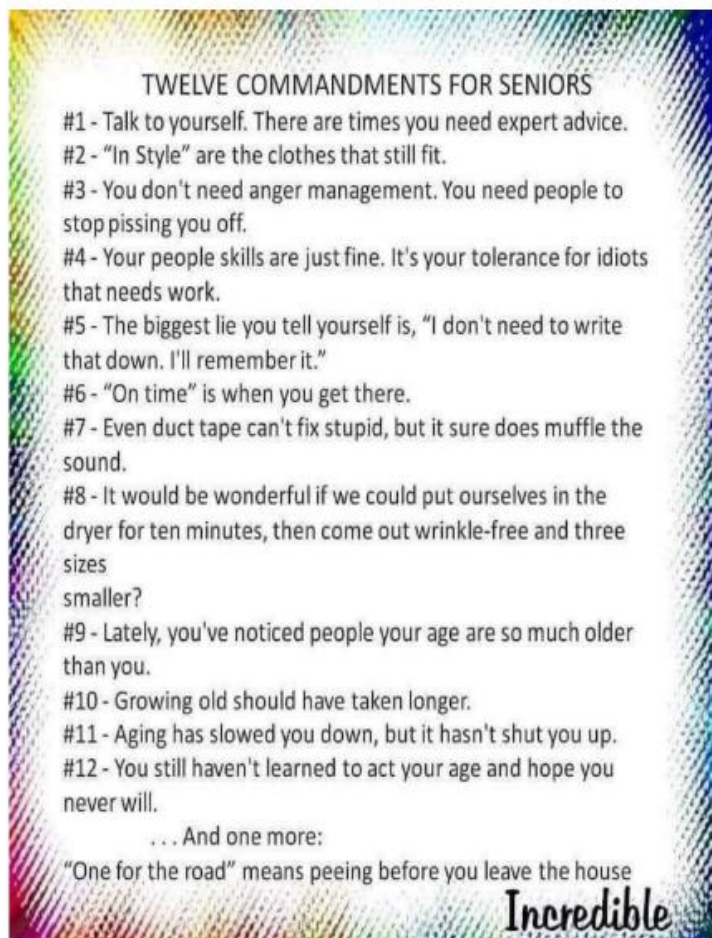 TWELVE COMMANDMENTS FOR SENIORS
#1 - Talk to yourself. There are times you need expert advice.
#2 - “In Style” are the clothes that still fit.
#3 - You don't need anger management. You need people to
stop pissing you off.
#4 - Your people skills are just fine. It's your tolerance for idiots
that needs work.
#5 - The biggest lie you tell yourself is, “I don't need to write
that down. I'll remember it.”
#6 - “On time” is when you get there.
#7 - Even duct tape can't fix stupid, but it sure does muffle the
sound.
#8 - It would be wonderful if we could put ourselves in the
dryer for ten minutes, then come out wrinkle-free and three
sizes
smaller?
#9 - Lately, you've noticed people your age are so much older
than you.
#10 - Growing old should have taken longer.
#11 - Aging has slowed you down, but it hasn't shut you up.
#12 - You still haven't learned to act your age and hope you
never will.
. . . And one more:
“One for the road” means peeing before you leave the house
Incredible